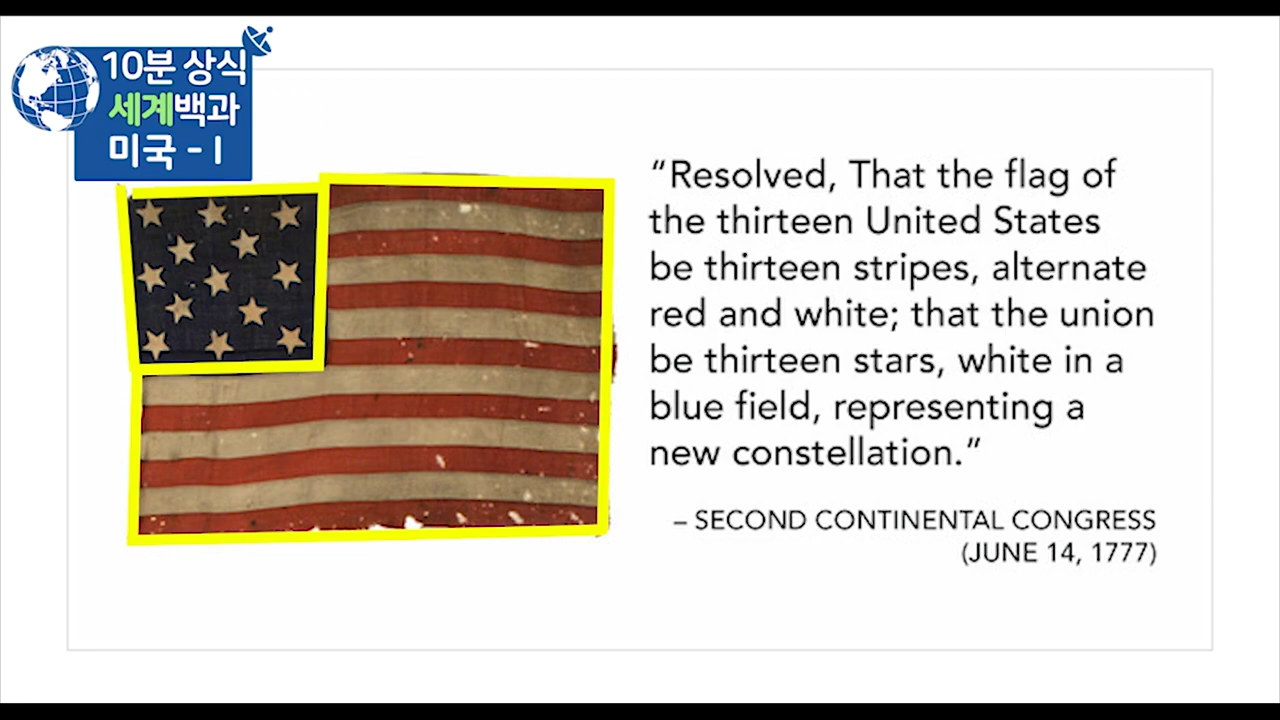 10분 상식
세계백과
미국 - I
“Resolved, That the flag of
the thirteen United States
be thirteen stripes, alternate
red and white; that the union
be thirteen stars, white in a
blue field, representing a
new constellation.”
– SECOND CONTINENTAL CONGRESS
(JUNE 14, 1777)